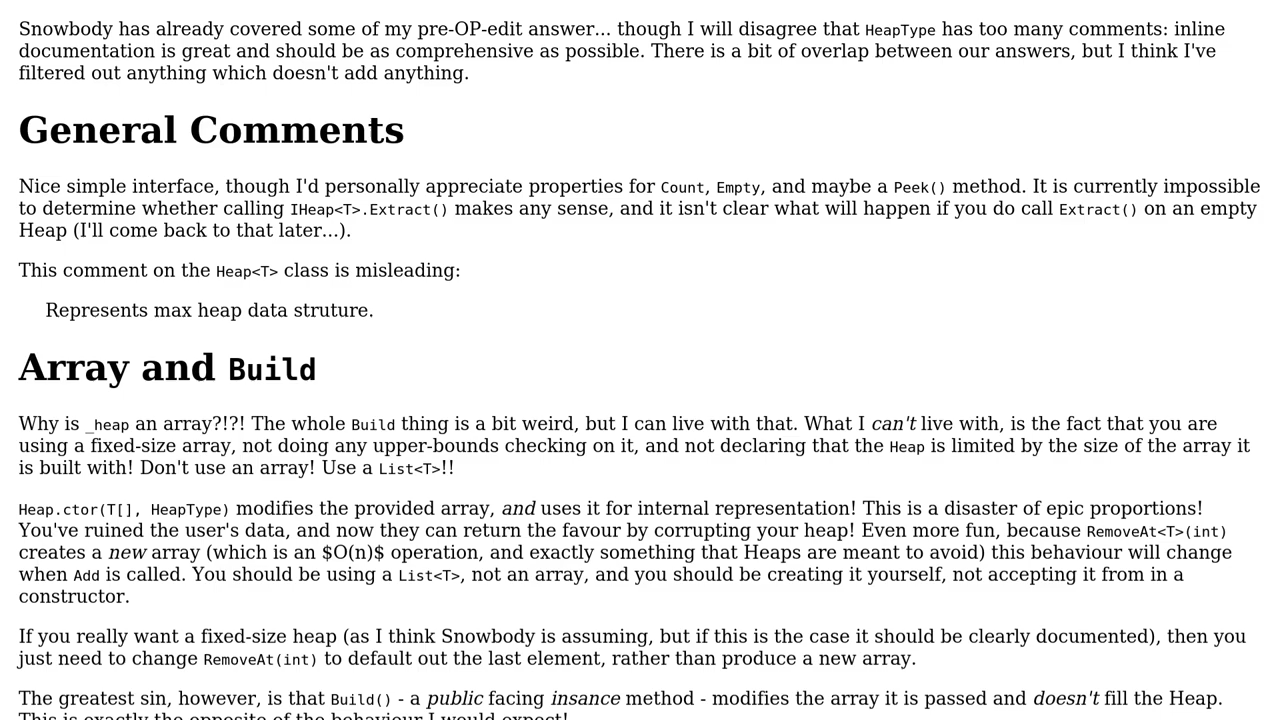 Snowbody has already covered some of my pre-OP-edit answer... though I will disagree that HeapType has too many comments: inline
documentation is great and should be as comprehensive as possible. There is a bit of overlap between our answers, but I think I've
filtered out anything which doesn't add anything.
General Comments
Nice simple interface, though I'd personally appreciate properties for Count, Empty, and maybe a Peek() method. It is currently impossible
to determine whether calling IHeap<T>.Extract() makes any sense, and it isn't clear what will happen if you do call Extract() on an empty
Heap (I'll come back to that later...).
This comment on the Heap<T> class is misleading:
Represents max heap data struture.
Array and Build
Why is _heap an array?!?! The whole Build thing is a bit weird, but I can live with that. What I can't live with, is the fact that you are
using a fixed-size array, not doing any upper-bounds checking on it, and not declaring that the Heap is limited by the size of the array it
is built with! Don't use an array! Use a List<T>!!
Heap.ctor(T[], HeapType) modifies the provided array, and uses it for internal representation! This is a disaster of epic proportions!
You've ruined the user's data, and now they can return the favour by corrupting your heap! Even more fun, because RemoveAt<T>(int)
creates a new array (which is an $O(n)$ operation, and exactly something that Heaps are meant to avoid) this behaviour will change
when Add is called. You should be using a List<T>, not an array, and you should be creating it yourself, not accepting it from in a
constructor.
If you really want a fixed-size heap (as I think Snowbody is assuming, but if this is the case it should be clearly documented), then you
just need to change RemoveAt(int) to default out the last element, rather than produce a new array.
The greatest sin, however, is that Build() - a public facing insance method - modifies the array it is passed and doesn't fill the Heap.
This is exactly the opposite of the behaviour I would expect!